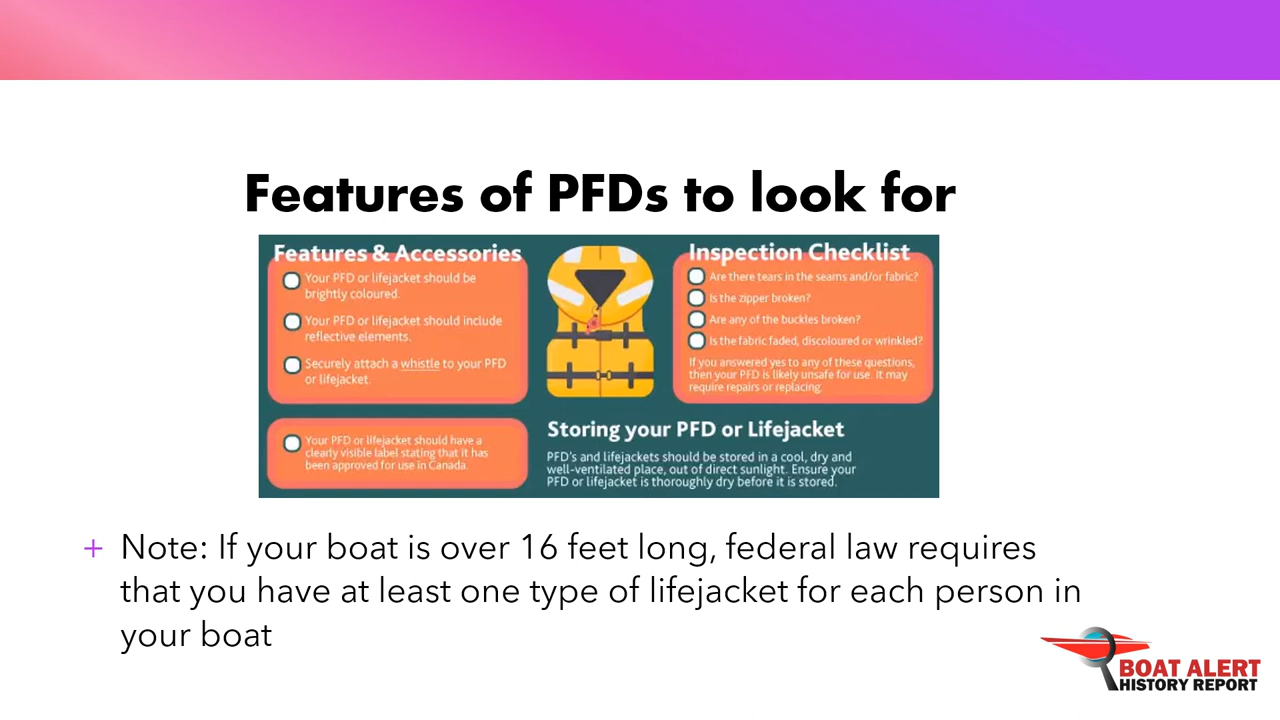 Features of PFDs to look for
Features & Accessories
Your PFD or lifejacket should be
brightly coloured.
Your PFD or lifejacket should include
reflective elements.
Securely attach a whistle to your PFD
or lifejacket.
Your PFD or lifejacket should have a
clearly visible label stating that it has
been approved for use in Canada.
Inspection Checklist
Are there tears in the seams and/or fabric?
Is the zipper broken?
Are any of the buckles broken?
Is the fabric faded, discoloured or wrinkled?
If you answered yes to any of these questions,
then your PFD is likely unsafe for use. It may
require repairs or replacing.
Storing your PFD or Lifejacket
PFD's and lifejackets should be stored in a cool, dry and
well-ventilated place, out of direct sunlight. Ensure your
PFD or lifejacket is thoroughly dry before it is stored.
+ Note: If your boat is over 16 feet long, federal law requires
that you have at least one type of lifejacket for each person in
your boat
BOAT ALERT
HISTORY REPORT